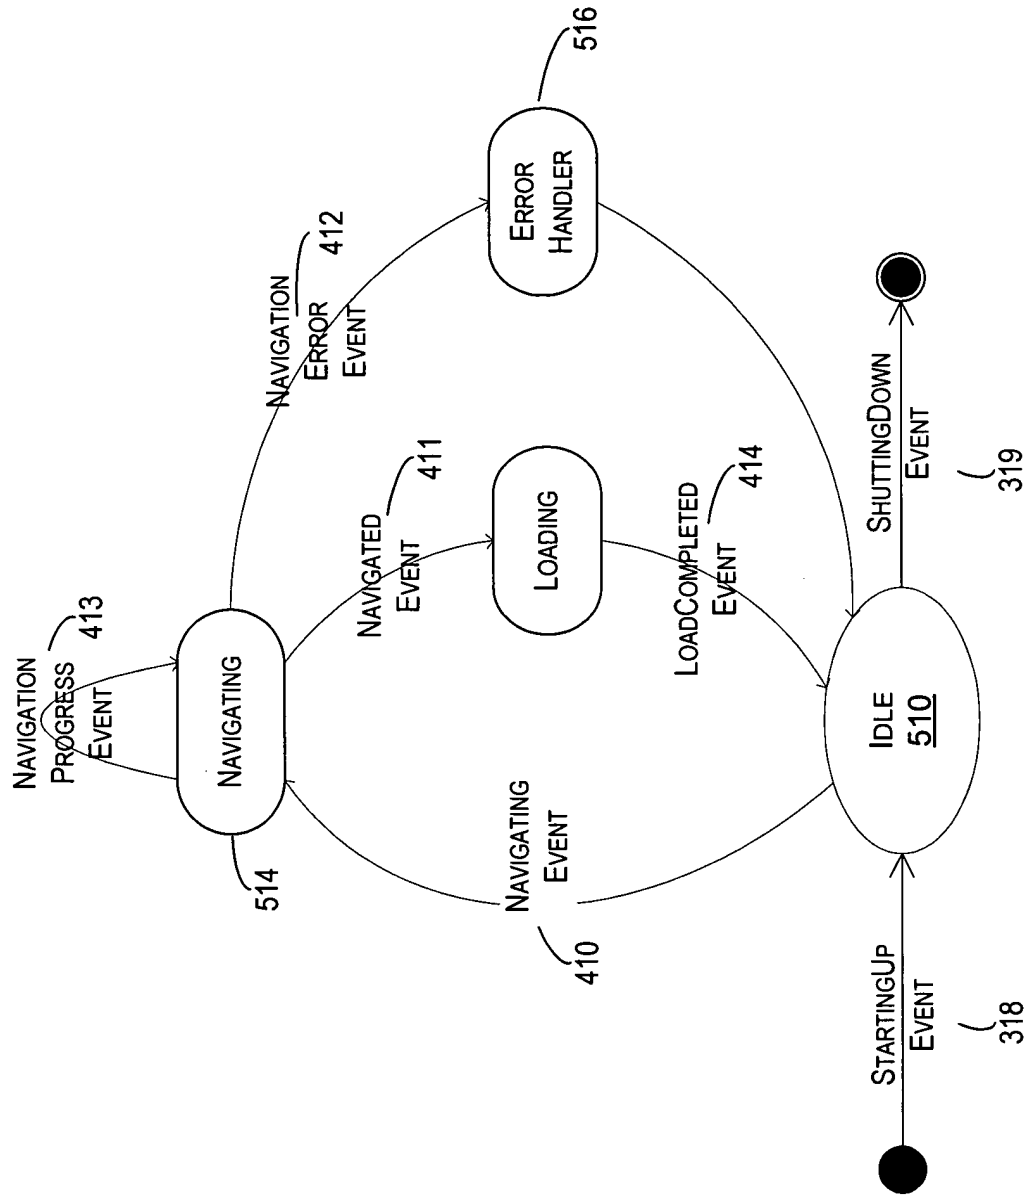 NAVIGATION
PROGRESS
EVENT
413
NAVIGATING
514
NAVIGATION
ERROR
EVENT
412
NAVIGATED
EVENT
411
NAVIGATING
EVENT
410
LOADING
ERROR
HANDLER
516
LOADCOMPLETED
EVENT
414
IDLE
510
STARTINGUP
EVENT
318
SHUTTINGDOWN
EVENT
319